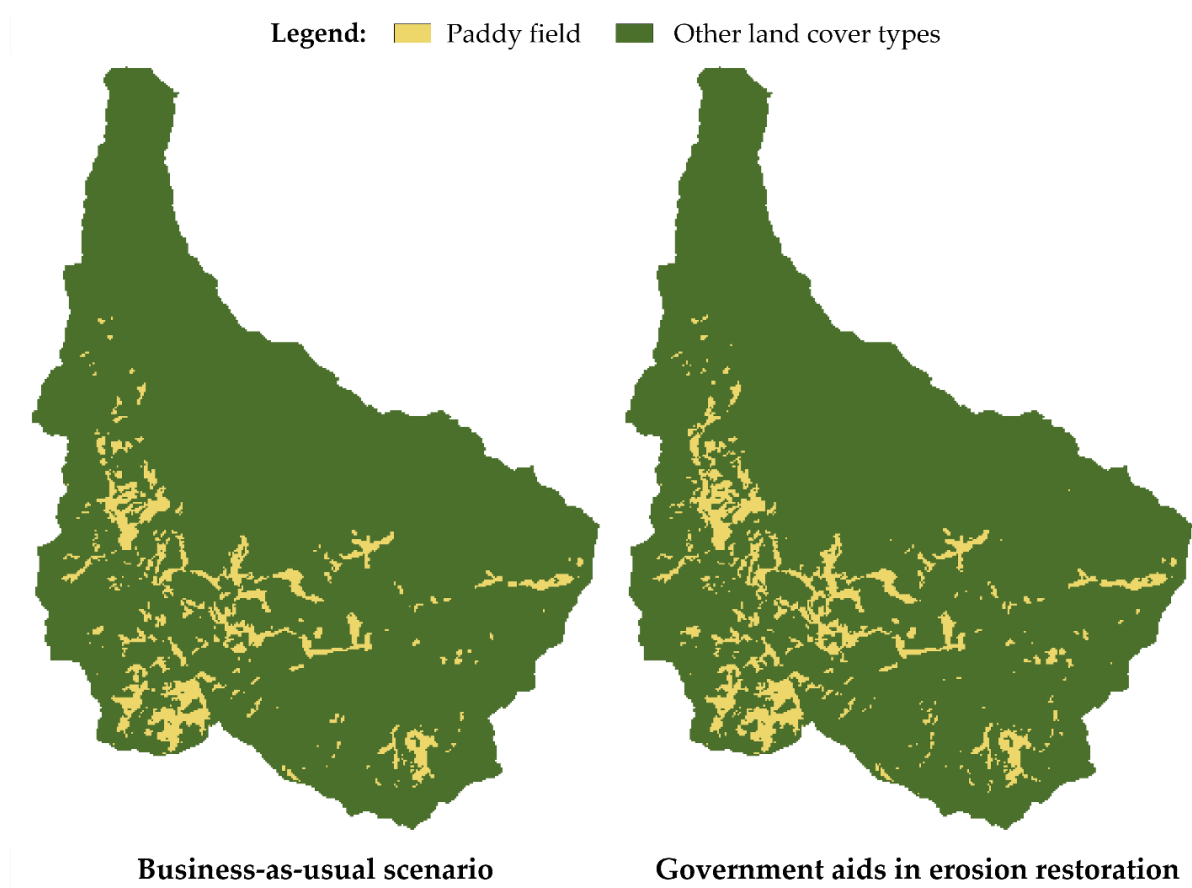 Legend: Paddy field Other land cover types
Business-as-usual scenario
Government aids in erosion restoration